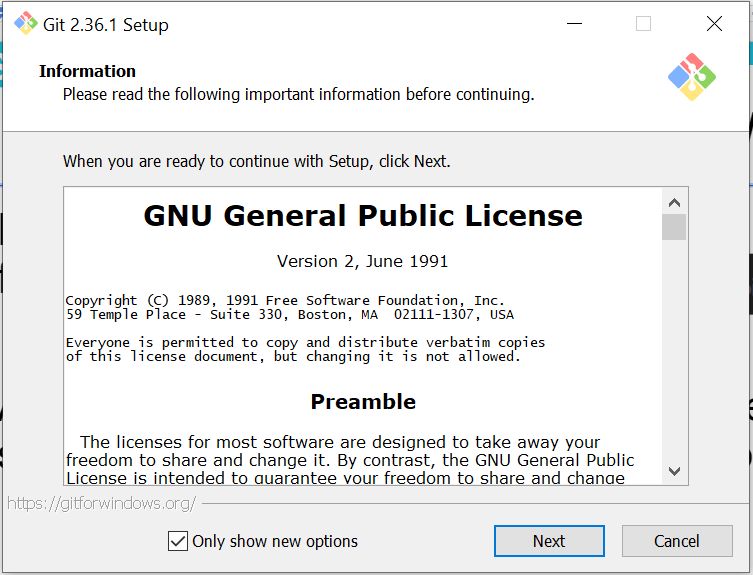 Git 2.36.1 Setup
Information
Please read the following important information before continuing.
When you are ready to continue with Setup, click Next.
GNU General Public License
Version 2, June 1991
Copyright (C) 1989, 1991 Free Software Foundation, Inc.
59 Temple Place - Suite 330, Boston, MA  02111-1307, USA
Everyone is permitted to copy and distribute verbatim copies
of this license document, but changing it is not allowed.
Preamble
The licenses for most software are designed to take away your
freedom to share and change it. By contrast, the GNU General Public
License is intended to guarantee your freedom to share and change
https://gitforwindows.org/
Only show new options
Next
Cancel